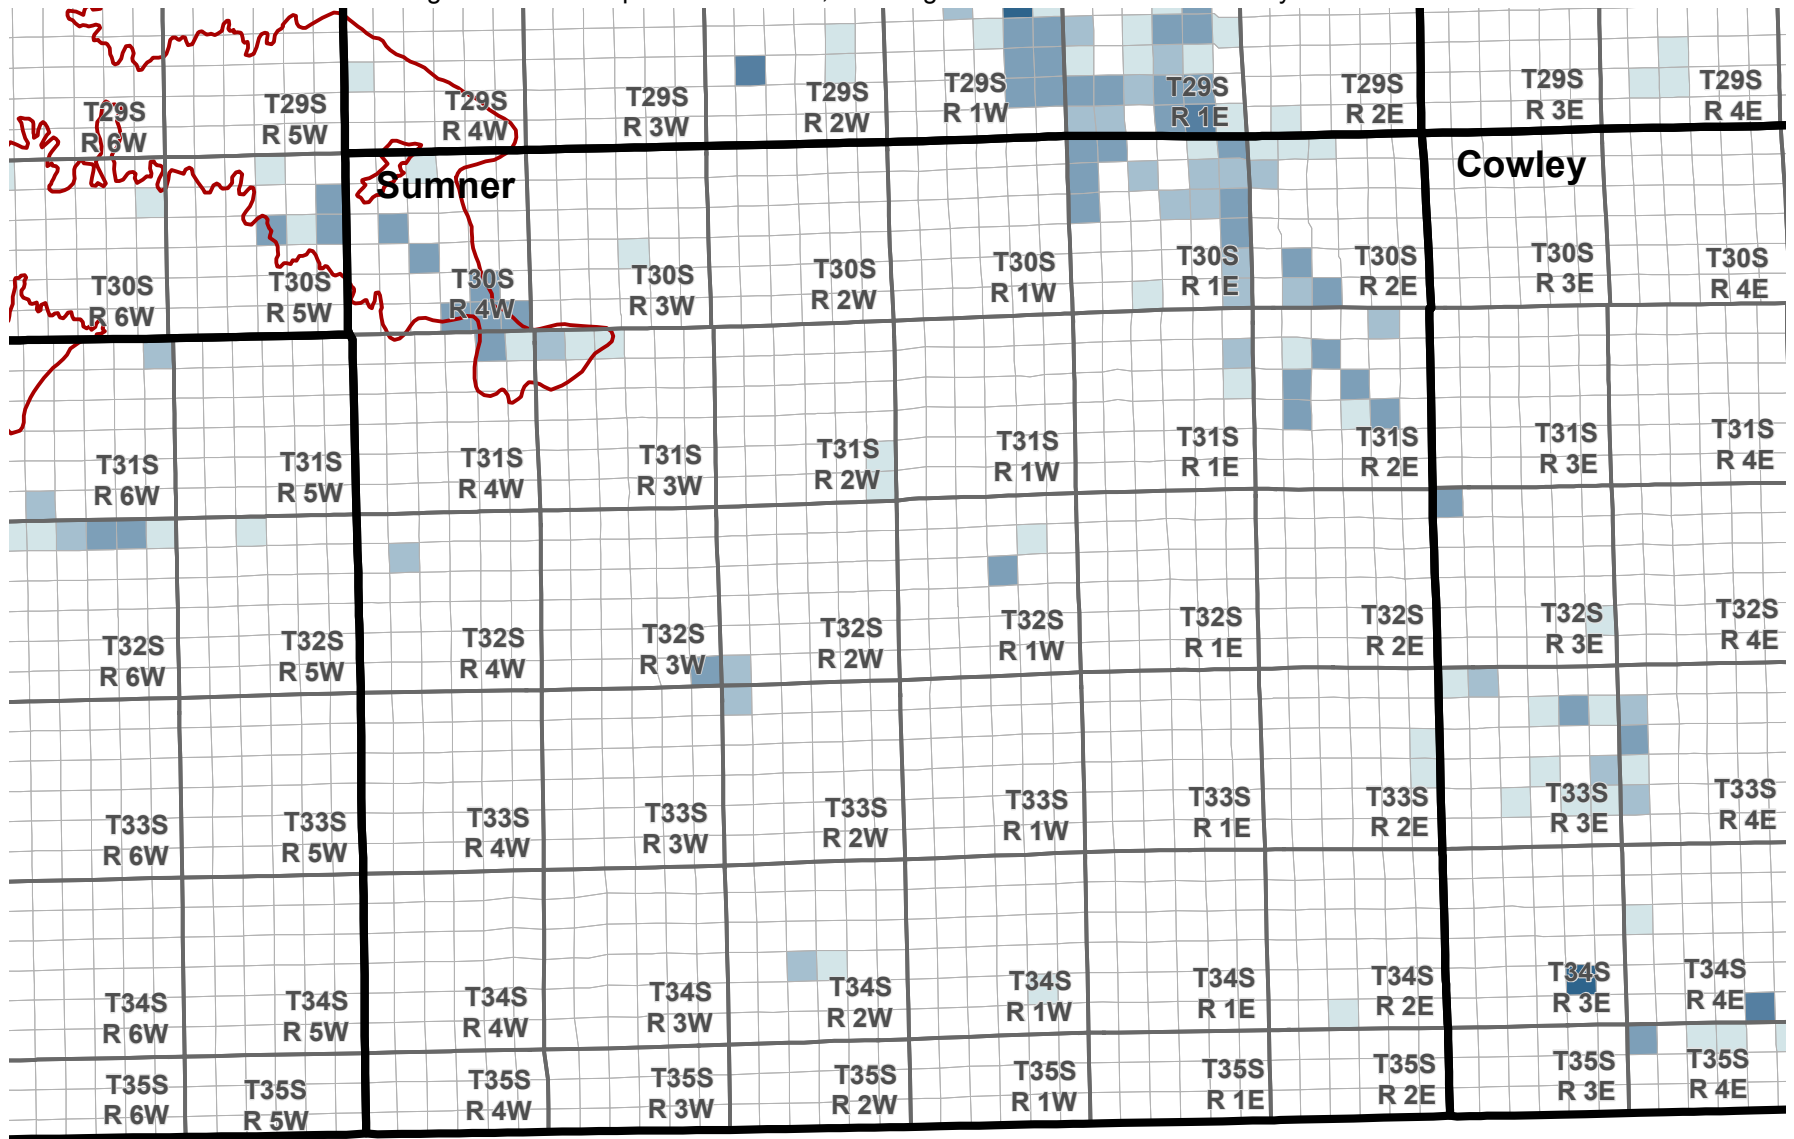 T29S
R 6W
T29S
R 5W
T29S
R 4W
T29S
R 3W
T29S
R 2W
T29S
R 1W
T29S
R 1E
T29S
R 2E
T29S
R 3E
T29S
R 4E
Sumner
Cowley
T30S
R 6W
T30S
R 5W
T30S
R 4W
T30S
R 3W
T30S
R 2W
T30S
R 1W
T30S
R 1E
T30S
R 2E
T30S
R 3E
T30S
R 4E
T31S
R 6W
T31S
R 5W
T31S
R 4W
T31S
R 3W
T31S
R 2W
T31S
R 1W
T31S
R 1E
T31S
R 2E
T31S
R 3E
T31S
R 4E
T32S
R 6W
T32S
R 5W
T32S
R 4W
T32S
R 3W
T32S
R 2W
T32S
R 1W
T32S
R 1E
T32S
R 2E
T32S
R 3E
T32S
R 4E
T33S
R 6W
T33S
R 5W
T33S
R 4W
T33S
R 3W
T33S
R 2W
T33S
R 1W
T33S
R 1E
T33S
R 2E
T33S
R 3E
T33S
R 4E
T34S
R 6W
T34S
R 5W
T34S
R 4W
T34S
R 3W
T34S
R 2W
T34S
R 1W
T34S
R 1E
T34S
R 2E
T34S
R 3E
T34S
R 4E
T35S
R 6W
T35S
R 5W
T35S
R 4W
T35S
R 3W
T35S
R 2W
T35S
R 1W
T35S
R 1E
T35S
R 2E
T35S
R 3E
T35S
R 4E